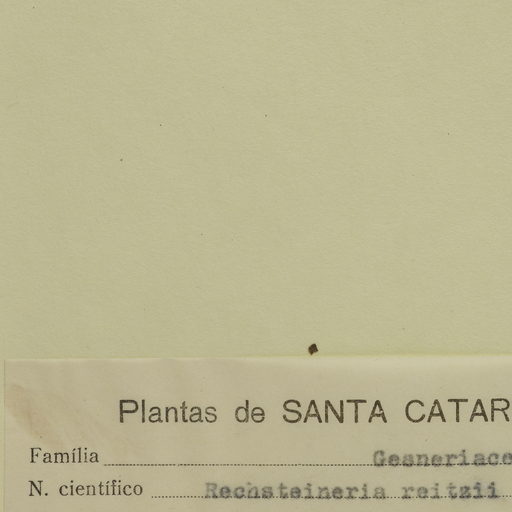 Plantas de SANTA CATAR
Família Gesneriace
N. científico Rechsteineria reitzii